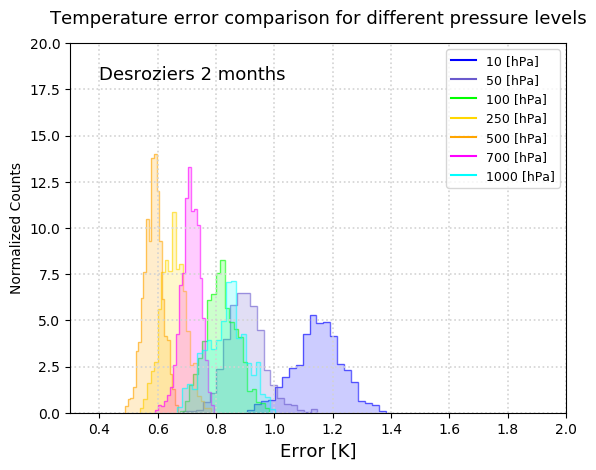 Temperature error comparison for different pressure levels
20.0
17.5
15.0
12.5
10.0
7.5
5.0
2.5
0.0
Normalized Counts
Desroziers 2 months
10 [hPa]
50 [hPa]
100 [hPa]
250 [hPa]
500 [hPa]
700 [hPa]
1000 [hPa]
0.4 0.6 0.8 1.0 1.2 1.4 1.6 1.8 2.0
Error [K]